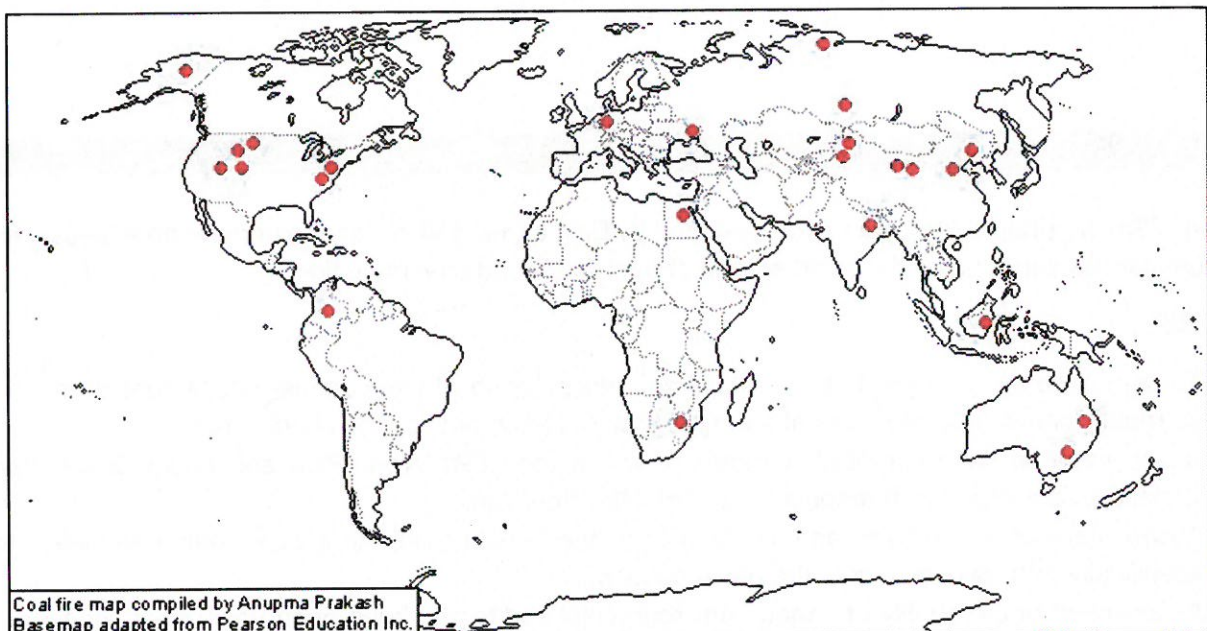 Coal fire map compiled by Anupma Prakash
Basemap adapted from Pearson Education Inc.